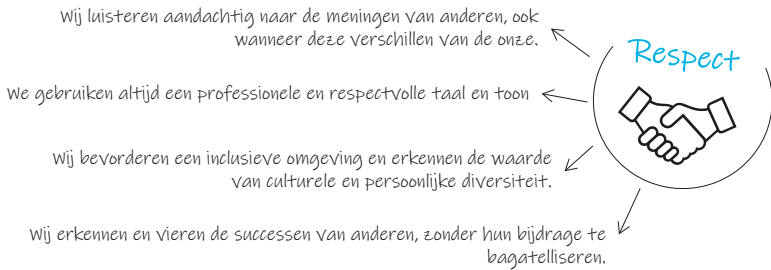 Wij luisteren aandachtig naar de meningen van anderen, ook
wanneer deze verschillen van de onze.
Respect
We gebruiken altijd een professionele en respectvolle taal en toon
Wij bevorderen een inclusieve omgeving en erkennen de waarde
van culturele en persoonlijke diversiteit.
Wij erkennen en vieren de successen van anderen, zonder hun bijdrage te
bagatelliseren.